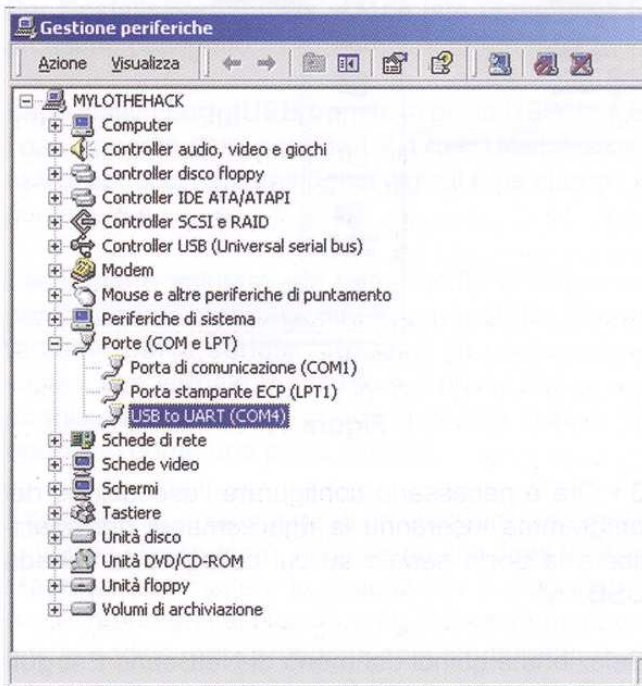 Gestione periferiche
Azione Visualizza
MYLOTHEHACK
Computer
Controller audio, video e giochi
Controller disco floppy
Controller IDE ATA/ATAPI
Controller SCSI e RAID
Controller USB (Universal serial bus)
Modem
Mouse e altre periferiche di puntamento
Periferiche di sistema
Porte (COM e LPT)
Porta di comunicazione (COM1)
Porta stampante ECP (LPT1)
USB to UART (COM4)
Schede di rete
Schede video
Schermi
Tastiere
Unità disco
Unità DVD/CD-ROM
Unità floppy
Volumi di archiviazione